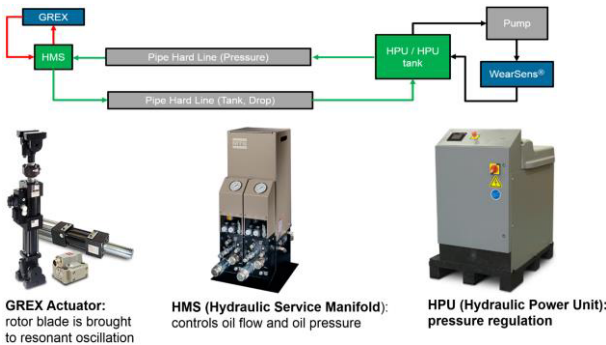 GREX
Pump
HMS
Pipe Hard Line (Pressure)
HPU / HPU
tank
WearSens®
Pipe Hard Line (Tank, Drop)
MTS
GREX Actuator:
rotor blade is brought
to resonant oscillation
HMS (Hydraulic Service Manifold):
controls oil flow and oil pressure
HPU (Hydraulic Power Unit):
pressure regulation